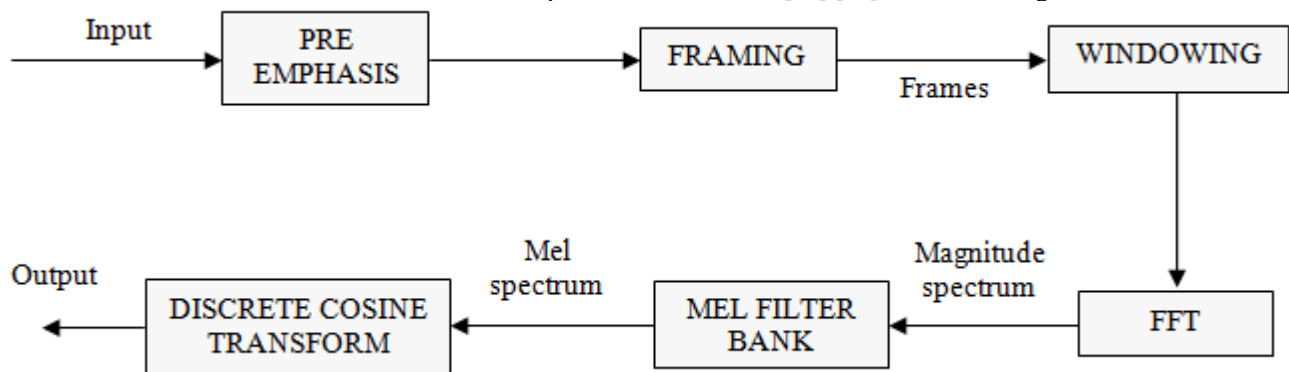 Input
PRE
EMPHASIS
FRAMING
Frames
WINDOWING
FFT
Magnitude
spectrum
MEL FILTER
BANK
Mel
spectrum
DISCRETE COSINE
TRANSFORM
Output